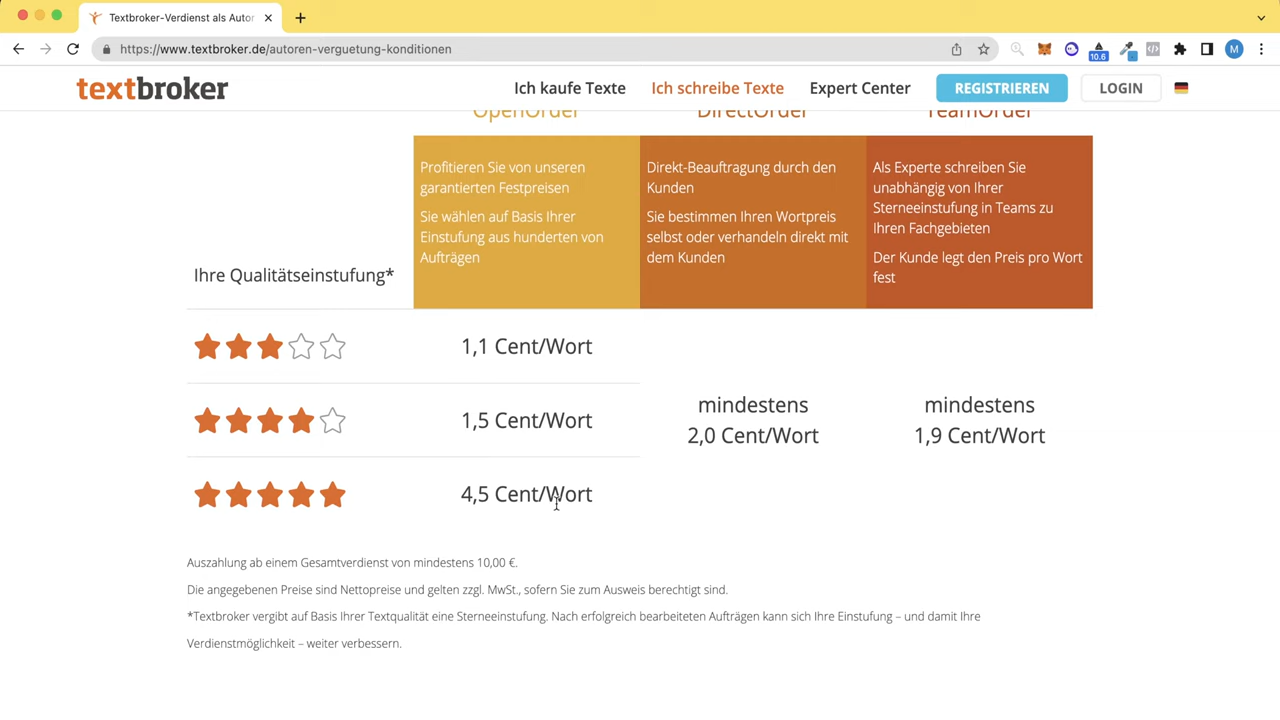 Textbroker-Verdienst als Autor
https://www.textbroker.de/autoren-verguetung-konditionen
10.6
M
textbroker
Ich kaufe Texte
Ich schreibe Texte
Expert Center
REGISTRIEREN
LOGIN
OpenOrder
DirectOrder
TeamOrder
Ihre Qualitätseinstufung*
Profitieren Sie von unseren
garantierten Festpreisen
Sie wählen auf Basis Ihrer
Einstufung aus hunderten von
Aufträgen
Direkt-Beauftragung durch den
Kunden
Sie bestimmen Ihren Wortpreis
selbst oder verhandeln direkt mit
dem Kunden
Als Experte schreiben Sie
unabhängig von Ihrer
Sterneeinstufung in Teams zu
Ihren Fachgebieten
Der Kunde legt den Preis pro Wort
fest
1,1 Cent/Wort
1,5 Cent/Wort
4,5 Cent/Wort
mindestens
2,0 Cent/Wort
mindestens
1,9 Cent/Wort
Auszahlung ab einem Gesamtverdienst von mindestens 10,00 €.
Die angegebenen Preise sind Nettopreise und gelten zzgl. MwSt., sofern Sie zum Ausweis berechtigt sind.
*Textbroker vergibt auf Basis Ihrer Textqualität eine Sterneeinstufung. Nach erfolgreich bearbeiteten Aufträgen kann sich Ihre Einstufung – und damit Ihre
Verdienstmöglichkeit – weiter verbessern.